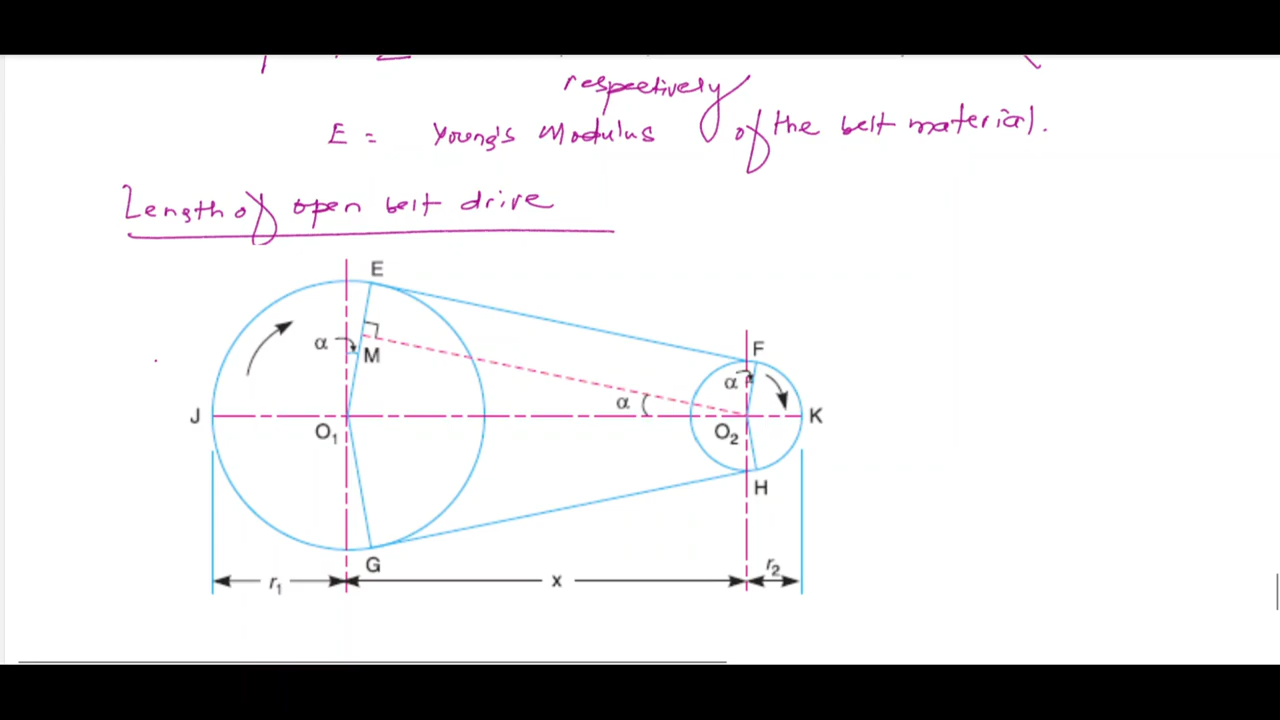 respectively
E = Young's Modulus of the belt material.
Length of open belt drive
E
α
M
F
α
α
J
O₁
O₂
K
H
G
r₁
x
r₂